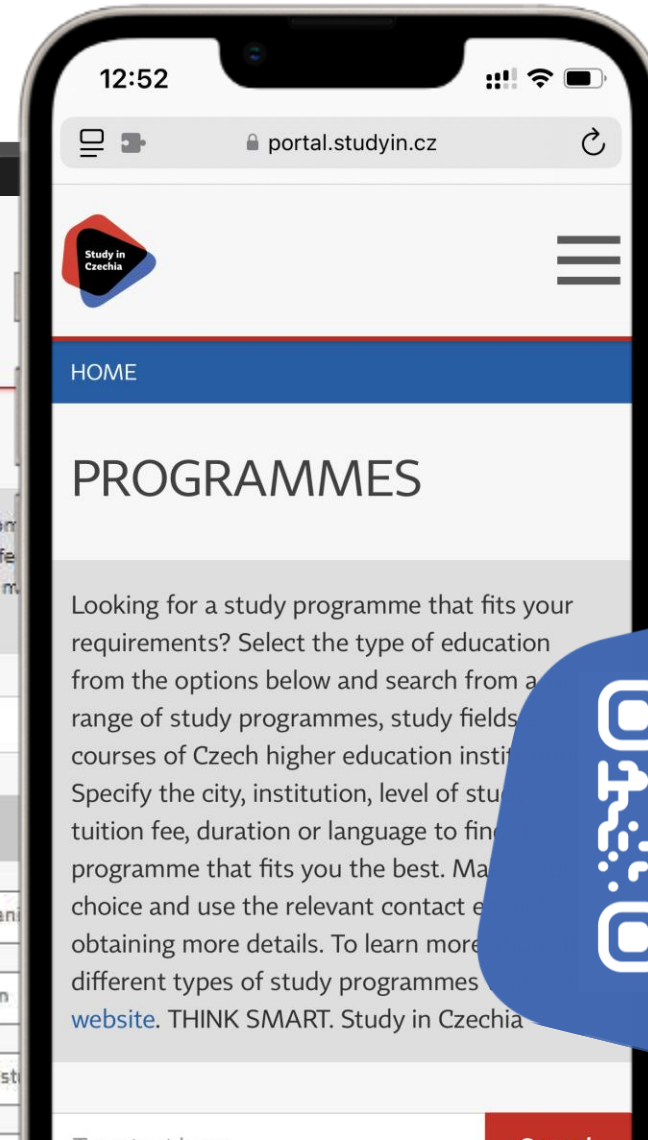 12:52
portal.studyin.cz
Study in
Czechia
HOME
PROGRAMMES
Looking for a study programme that fits your
requirements? Select the type of education
from the options below and search from a
range of study programmes, study fields
courses of Czech higher education instit
Specify the city, institution, level of stu
tuition fee, duration or language to find
programme that fits you the best. Ma
choice and use the relevant contact e
obtaining more details. To learn more
different types of study programmes
website. THINK SMART. Study in Czechia